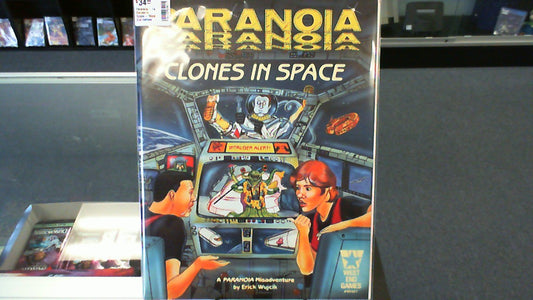 PARANOIA
CLONES IN SPACE
A PARANOIA Misadventure
by Erick Wujcik
WEST
END
GAMES